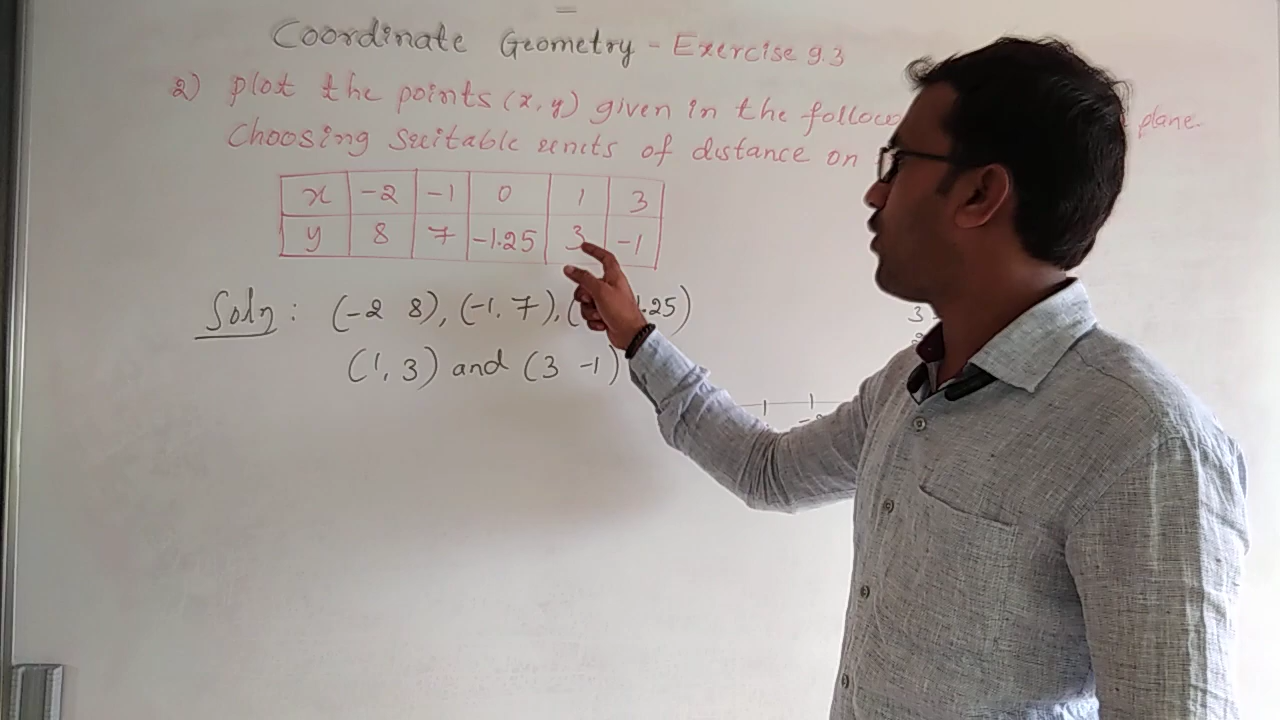 Coordinate Geometry - Exercise 9.3
2) plot the points (x, y) given in the follow plane.
Choosing suitable units of distance on
x -2 -1 0 1 3
y 8 7 -1.25 3 -1
Soln : (-2 8), (-1, 7), ( .25)
(1, 3) and (3 -1)
3